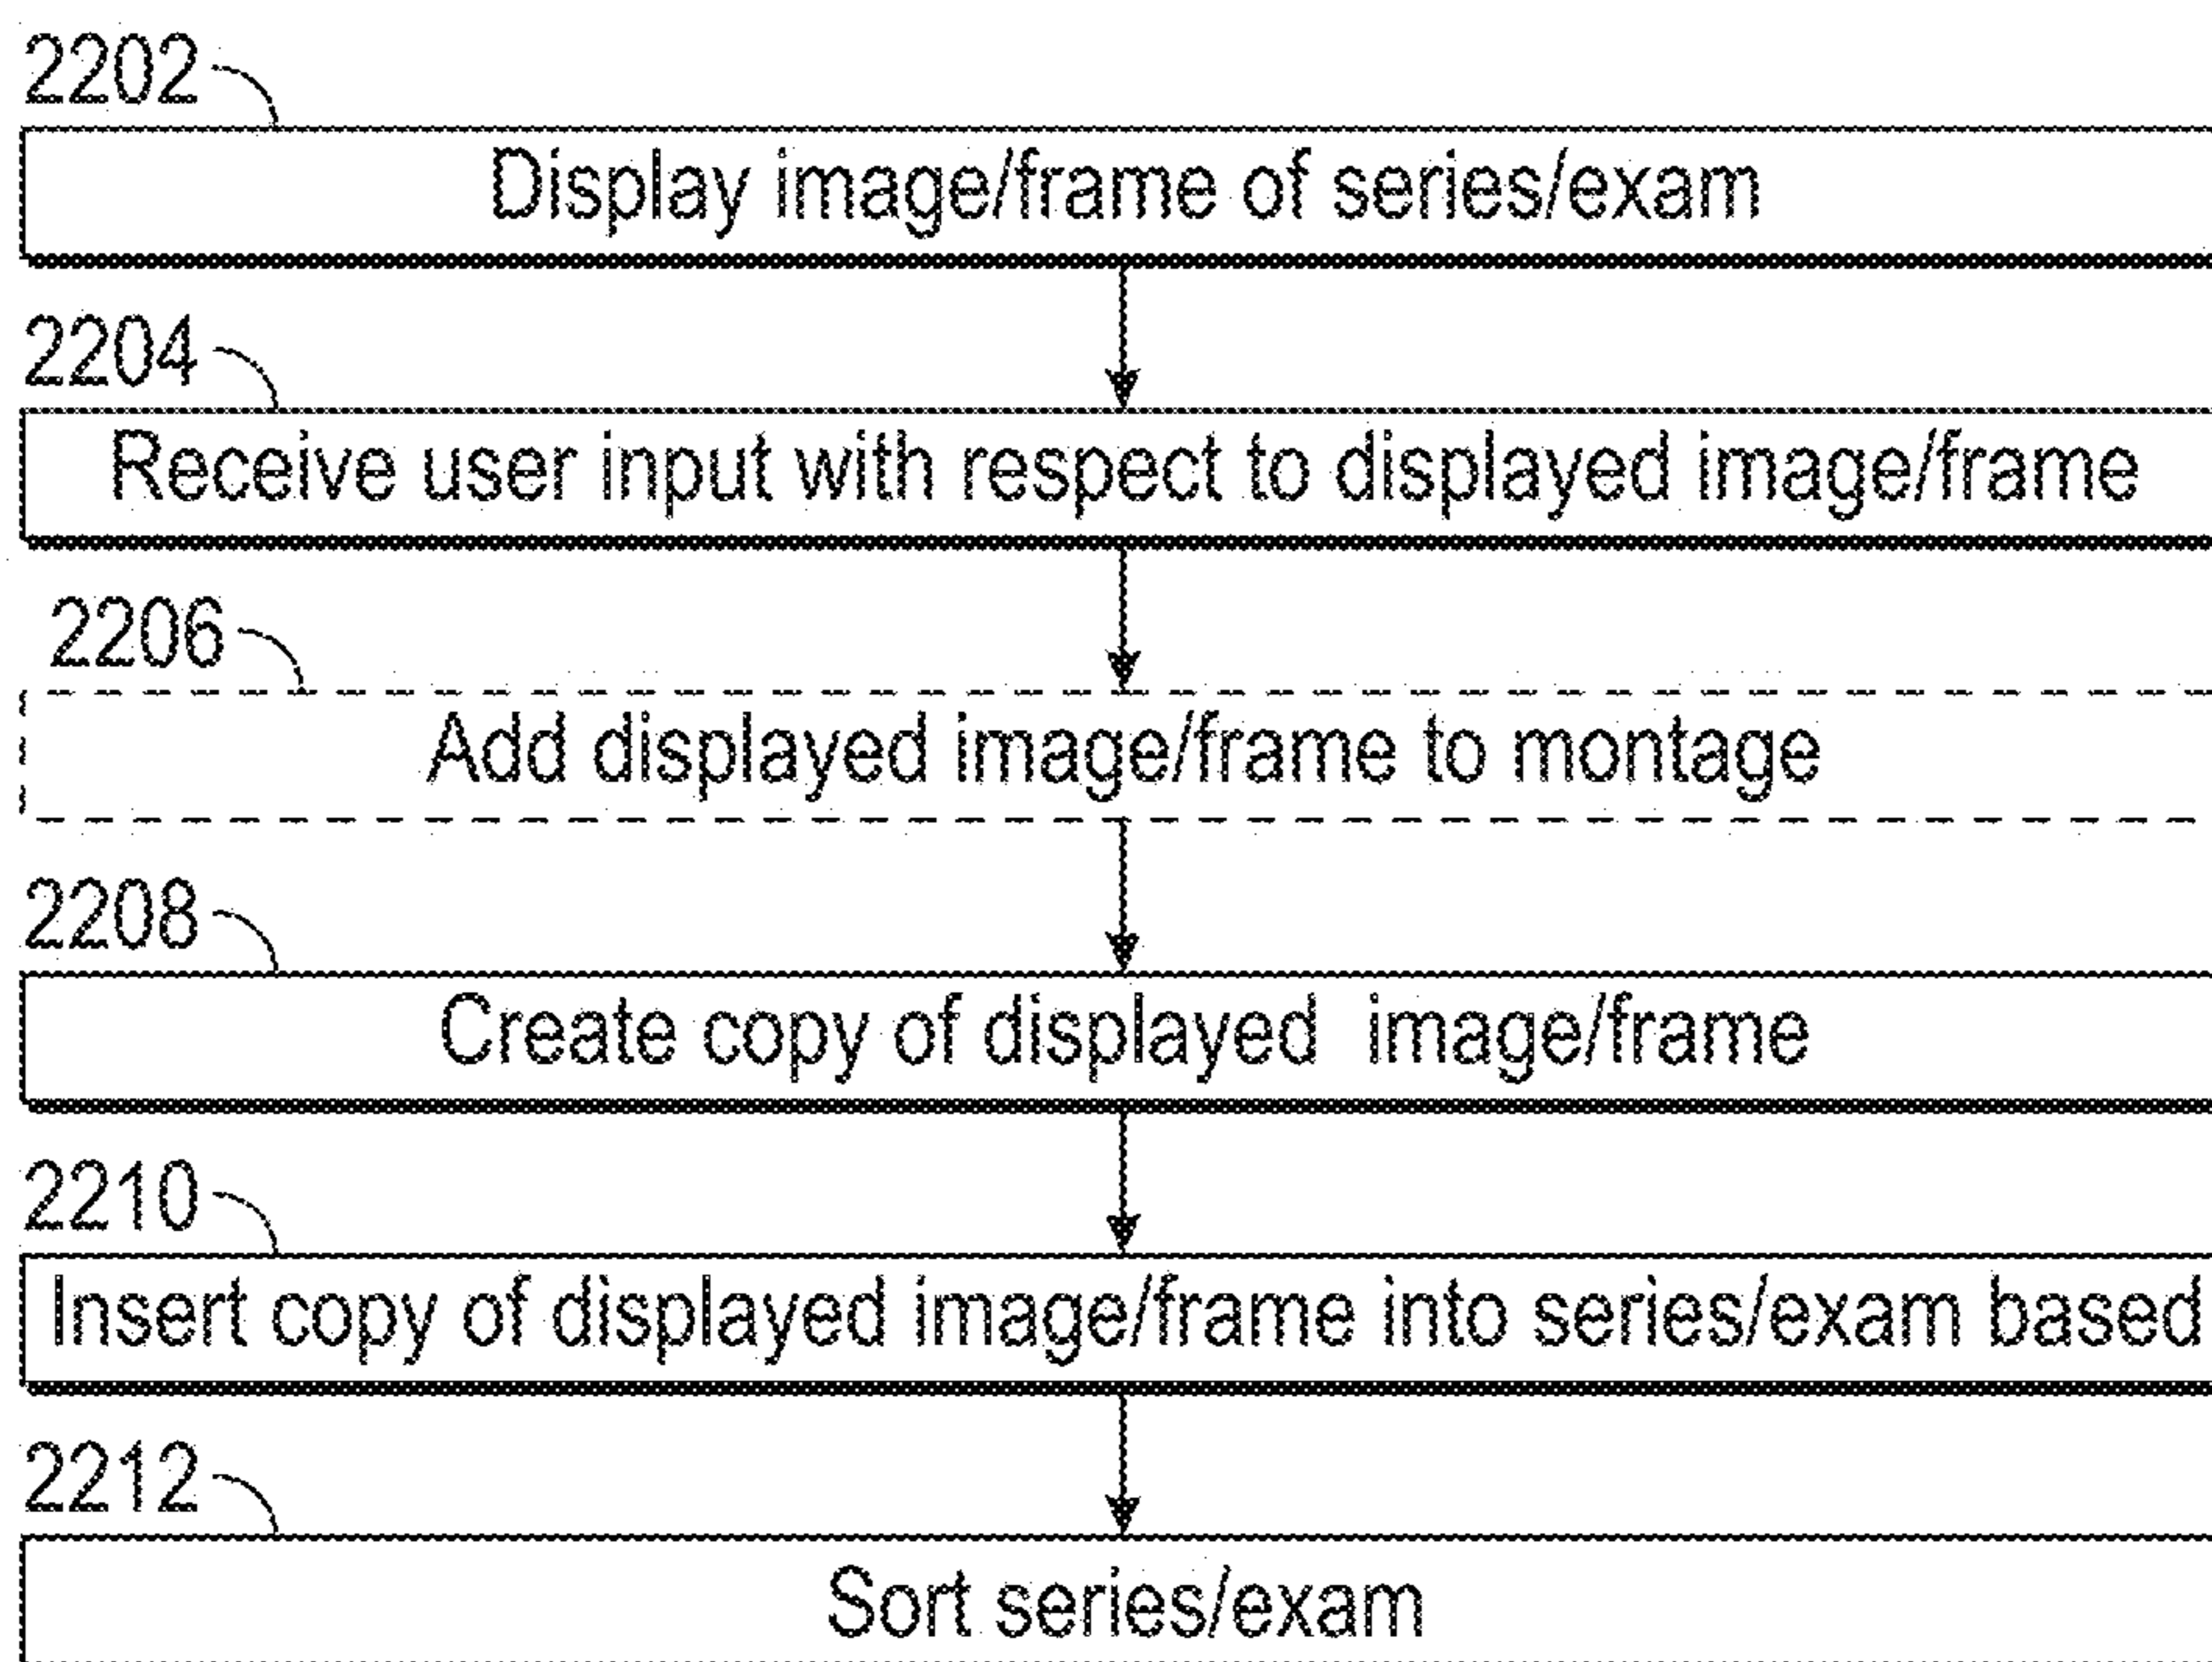 2202
Display image/frame of series/exam
2204
Receive user input with respect to displayed image/frame
2206
Add displayed image/frame to montage
2208
Create copy of displayed image/frame
2210
Insert copy of displayed image/frame into series/exam based
2212
Sort series/exam